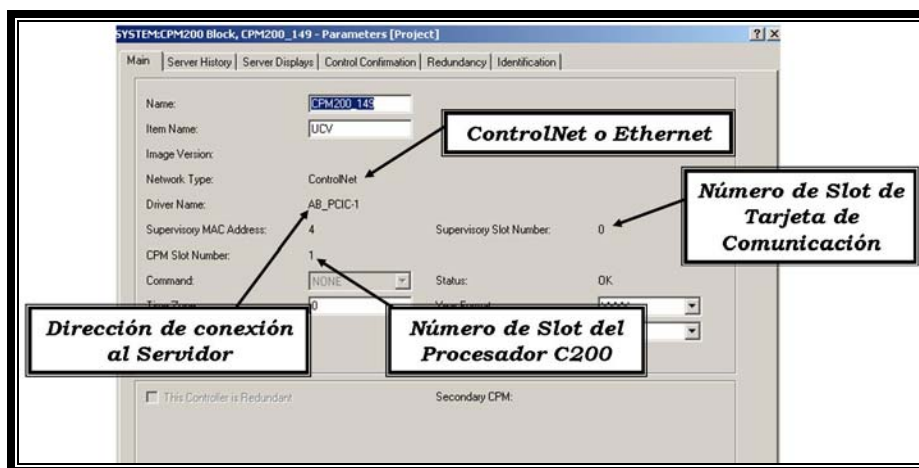 SYSTEM:CPM200 Block, CPM200_149 - Parameters [Project]
Main Server History Server Displays Control Confirmation Redundancy Identification
Name: CPM200_149
Item Name: UCV
ControlNet o Ethernet
Image Version:
Network Type: ControlNet
Driver Name: AB_PCIC-1
Número de Slot de
Tarjeta de
Comunicación
Supervisory MAC Address: 4 Supervisory Slot Number: 0
CPM Slot Number: 1
Command: NONE Status: OK
0
Dirección de conexión
al Servidor
Número de Slot del
Procesador C200
This Controller is Redundant Secondary CPM: